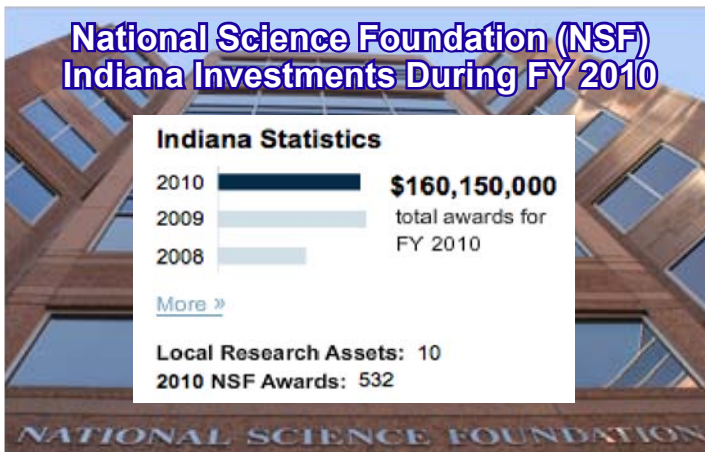 National Science Foundation (NSF)
Indiana Investments During FY 2010
Indiana Statistics
2010
$160,150,000
2009
total awards for
FY 2010
2008
More »
Local Research Assets: 10
2010 NSF Awards: 532
NATIONAL SCIENCE FOUNDATION